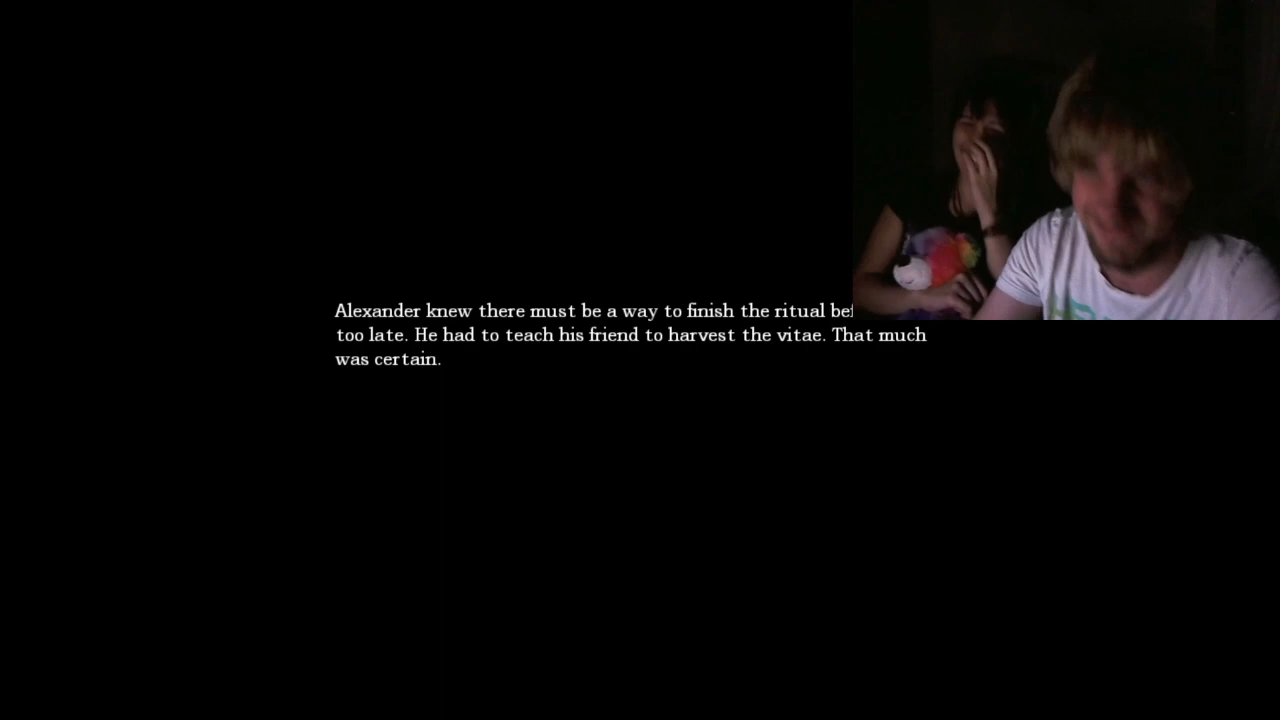 Alexander knew there must be a way to finish the ritual
too late. He had to teach his friend to harvest the vitae. That much
was certain.